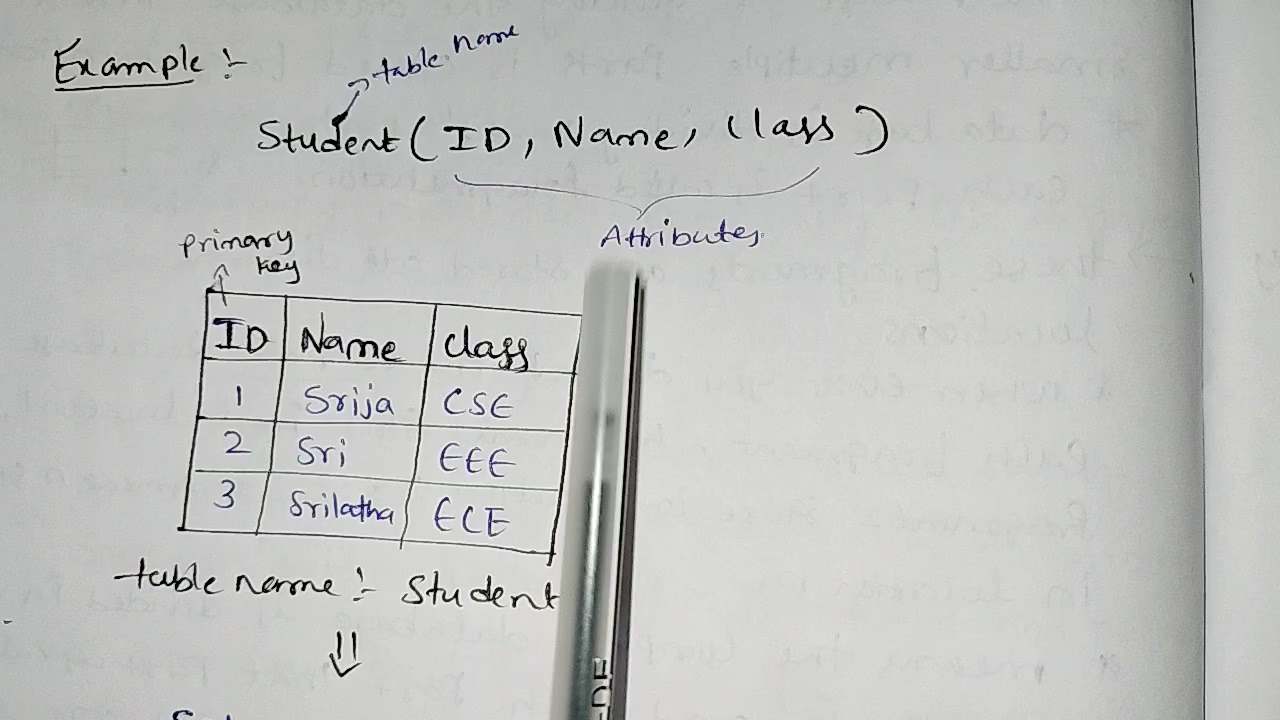 Example :-
table name
Student ( ID, Name, Class )
Attributes
Primary
key
ID Name Class
1 Srija CSE
2 Sri EEE
3 Srilatha ECE
table name :- Student